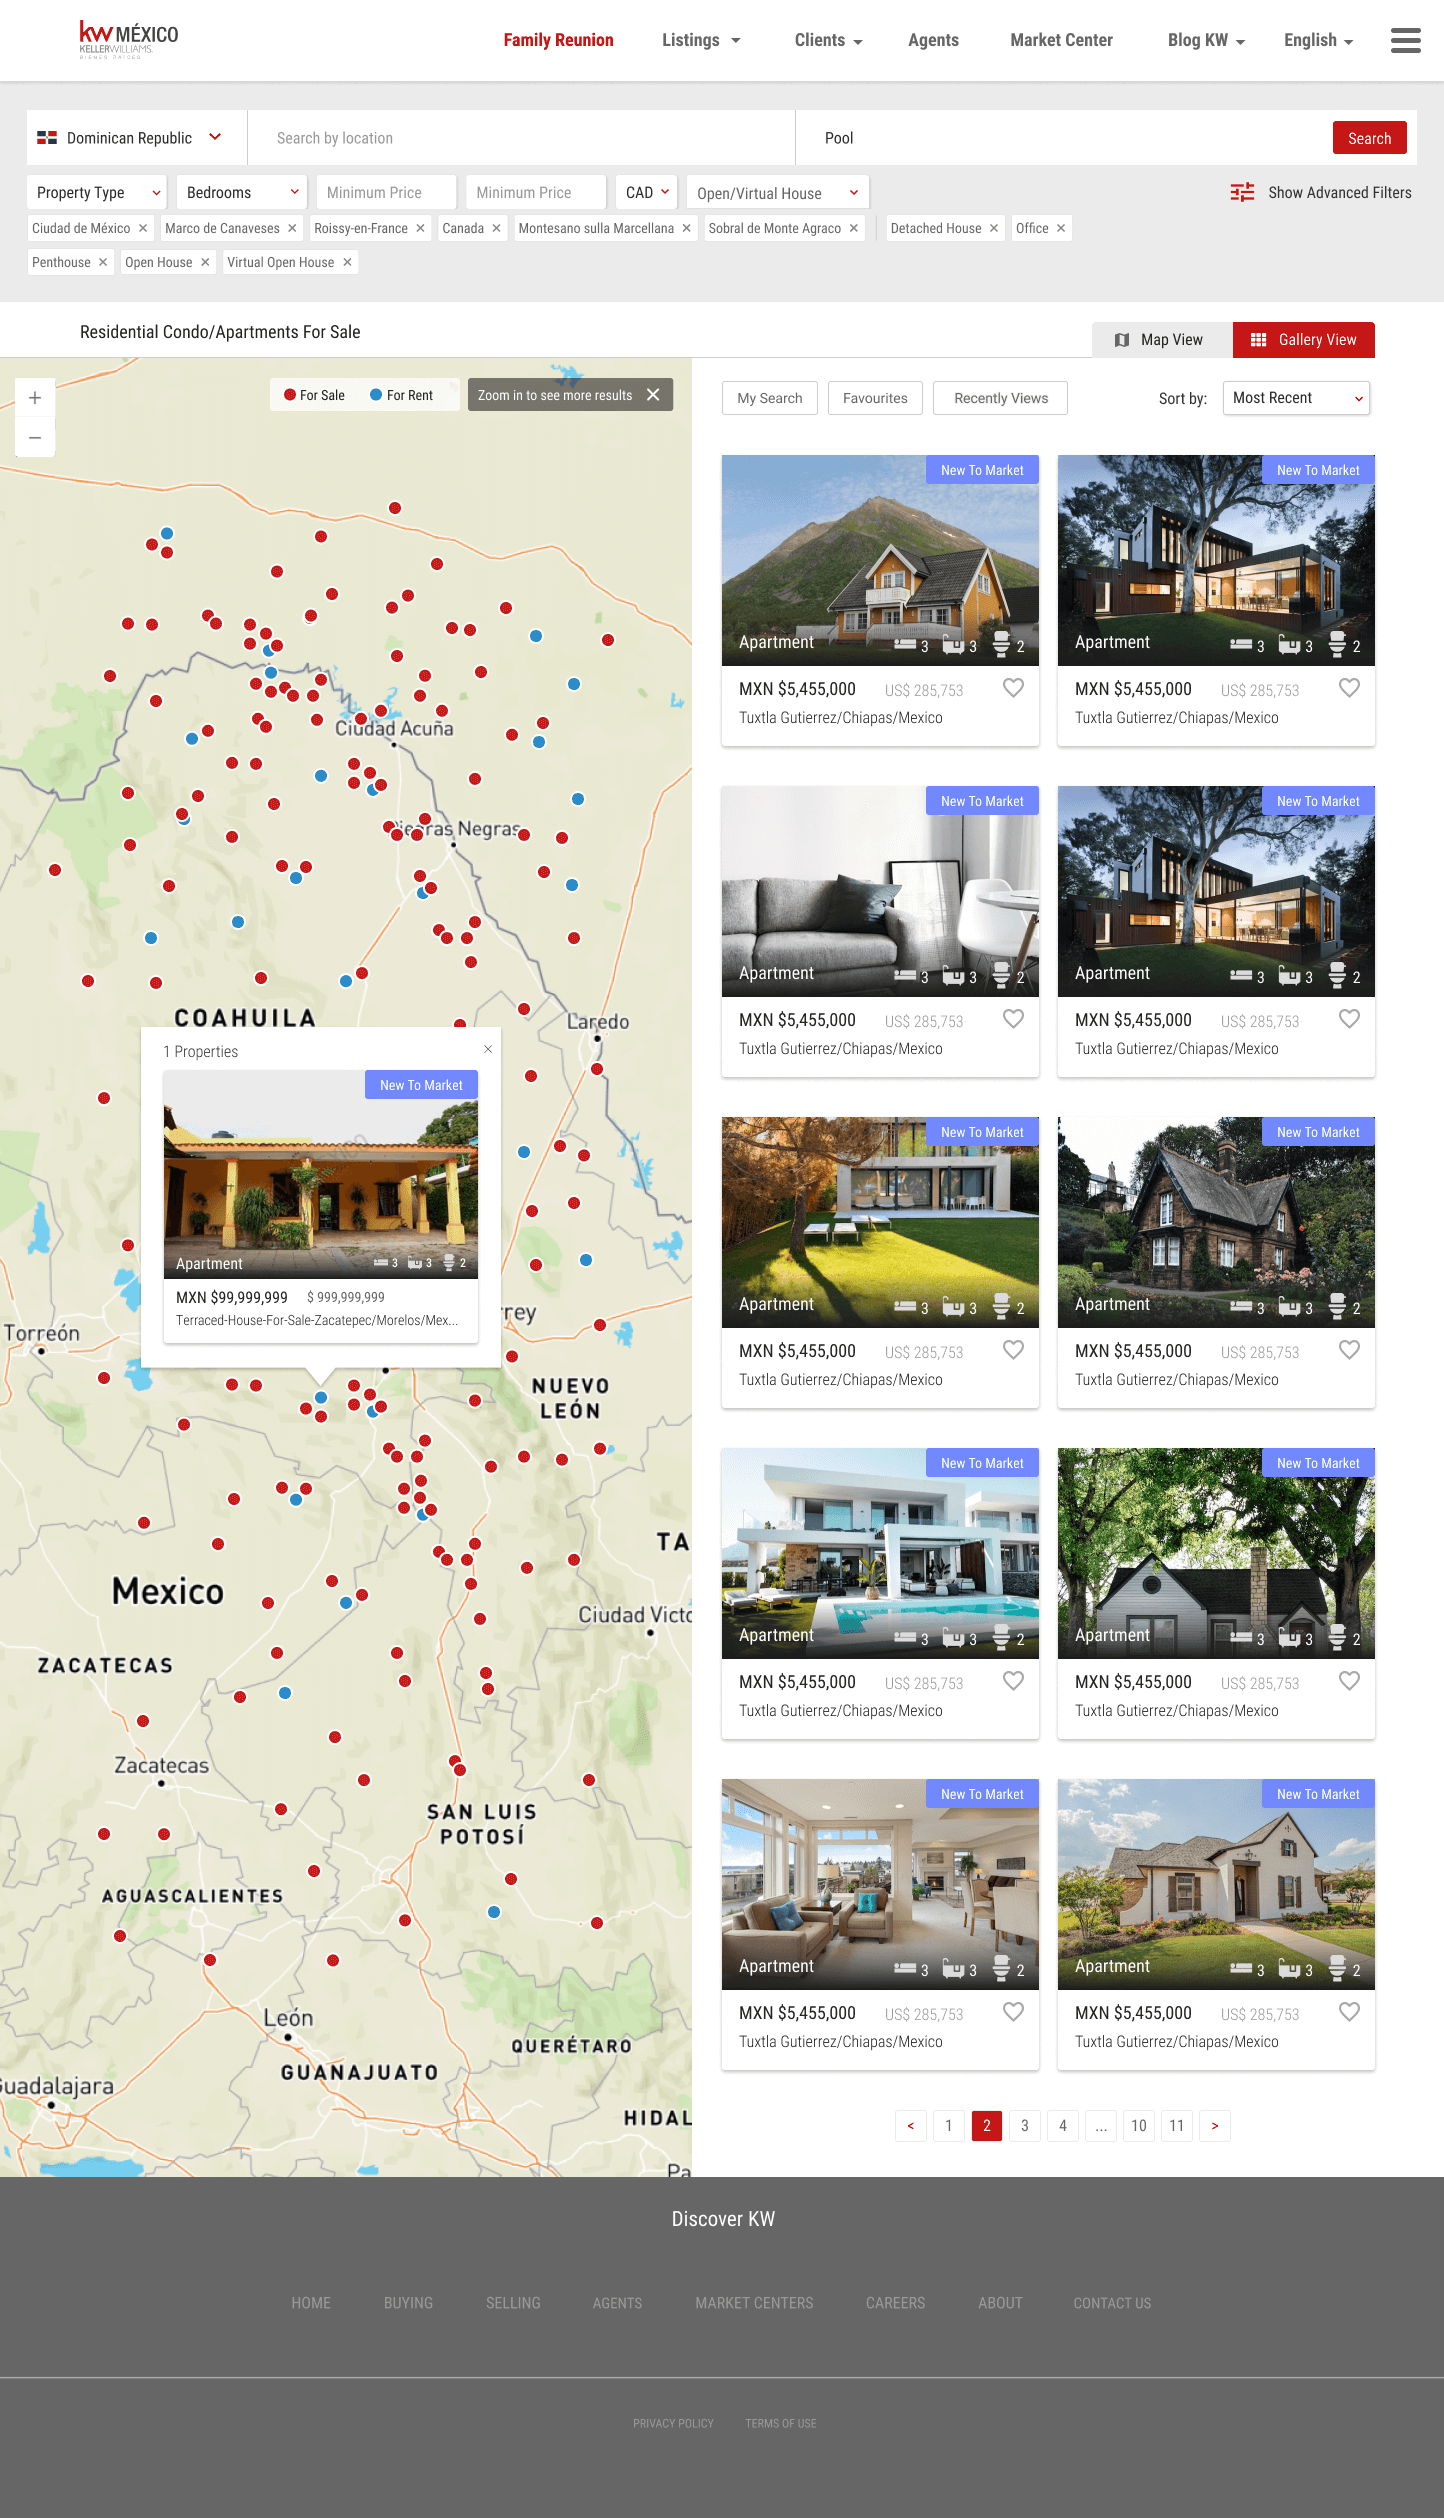 kw MÉXICO
KELLERWILLIAMS.
BIENES RAÍCES
Family Reunion Listings Clients Agents Market Center Blog KW English
Dominican Republic Search by location Pool Search
Property Type Bedrooms Minimum Price Minimum Price CAD Open/Virtual House Show Advanced Filters
Ciudad de México Marco de Canaveses Roissy-en-France Canada Montesano sulla Marcellana Sobral de Monte Agraco Detached House Office
Penthouse Open House Virtual Open House
Residential Condo/Apartments For Sale Map View Gallery View
For Sale For Rent Zoom in to see more results
Ciudad Acuña
Piedras Negras
COAHUILA
Laredo
1 Properties
New To Market
Apartment 3 3 2
MXN $99,999,999 $ 999,999,999
Terraced-House-For-Sale-Zacatepec/Morelos/Mex...
rrey
Torreón
NUEVO
LEÓN
TA
Mexico
Ciudad Victo
ZACATECAS
Zacatecas
SAN LUIS
POTOSÍ
AGUASCALIENTES
León
QUERÉTARO
GUANAJUATO
Guadalajara
HIDAL
Pa
My Search Favourites Recently Views Sort by: Most Recent
New To Market New To Market
Apartment 3 3 2 Apartment 3 3 2
MXN $5,455,000 US$ 285,753 MXN $5,455,000 US$ 285,753
Tuxtla Gutierrez/Chiapas/Mexico Tuxtla Gutierrez/Chiapas/Mexico
New To Market New To Market
Apartment 3 3 2 Apartment 3 3 2
MXN $5,455,000 US$ 285,753 MXN $5,455,000 US$ 285,753
Tuxtla Gutierrez/Chiapas/Mexico Tuxtla Gutierrez/Chiapas/Mexico
New To Market New To Market
Apartment 3 3 2 Apartment 3 3 2
MXN $5,455,000 US$ 285,753 MXN $5,455,000 US$ 285,753
Tuxtla Gutierrez/Chiapas/Mexico Tuxtla Gutierrez/Chiapas/Mexico
New To Market New To Market
Apartment 3 3 2 Apartment 3 3 2
MXN $5,455,000 US$ 285,753 MXN $5,455,000 US$ 285,753
Tuxtla Gutierrez/Chiapas/Mexico Tuxtla Gutierrez/Chiapas/Mexico
New To Market New To Market
Apartment 3 3 2 Apartment 3 3 2
MXN $5,455,000 US$ 285,753 MXN $5,455,000 US$ 285,753
Tuxtla Gutierrez/Chiapas/Mexico Tuxtla Gutierrez/Chiapas/Mexico
< 1 2 3 4 ... 10 11 >
Discover KW
HOME BUYING SELLING AGENTS MARKET CENTERS CAREERS ABOUT CONTACT US
PRIVACY POLICY TERMS OF USE